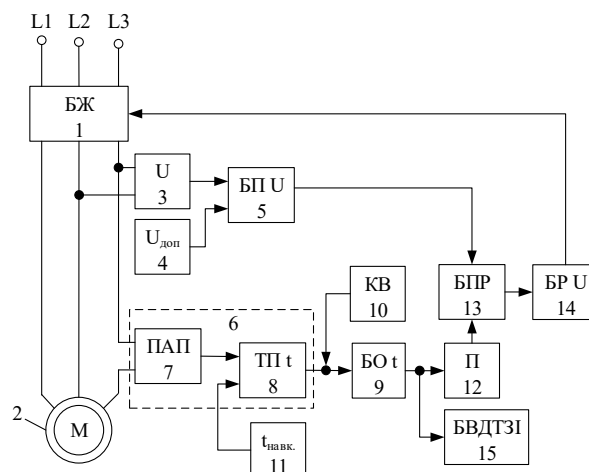 L1 L2 L3
БЖ
1
U
3
БП U
5
Uдоп
4
КВ
10
БПР
13
БР U
14
6
ПАП
7
ТП t
8
БО t
9
П
12
2
М
tнавк.
11
БВДТЗІ
15